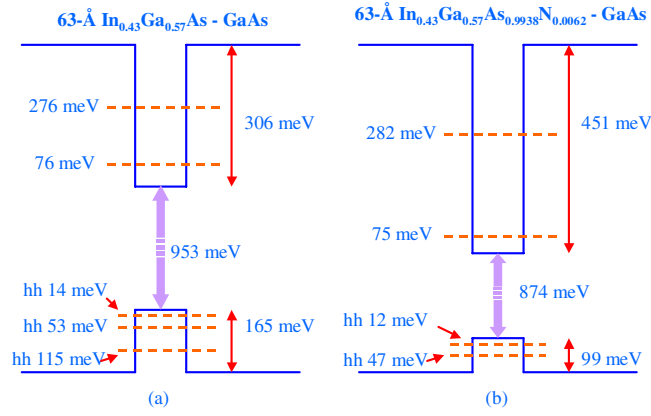 63-Å In₀.₄₃Ga₀.₅₇As - GaAs
276 meV
306 meV
76 meV
953 meV
hh 14 meV
hh 53 meV
165 meV
hh 115 meV
(a)
63-Å In₀.₄₃Ga₀.₅₇As₀.₉₉₃₈N₀.₀₀₆₂ - GaAs
282 meV
451 meV
75 meV
874 meV
hh 12 meV
hh 47 meV
99 meV
(b)